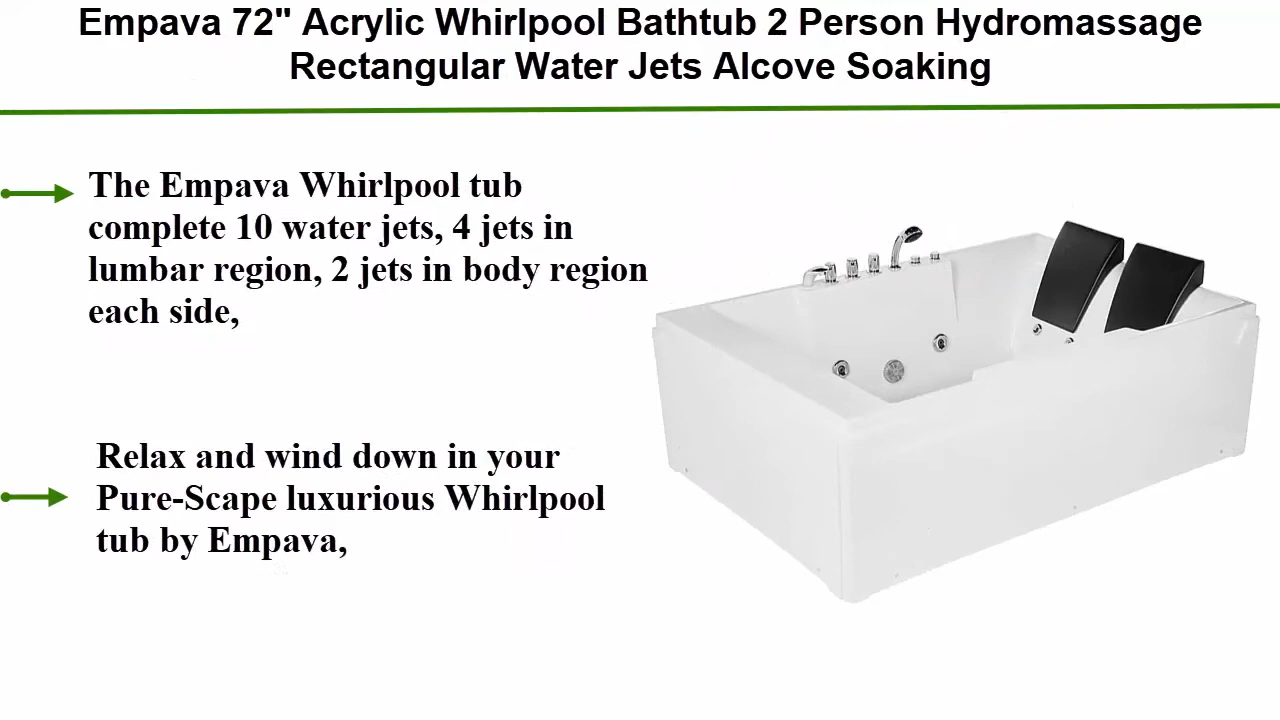 Empava 72" Acrylic Whirlpool Bathtub 2 Person Hydromassage
Rectangular Water Jets Alcove Soaking
The Empava Whirlpool tub
complete 10 water jets, 4 jets in
lumbar region, 2 jets in body region
each side,
Relax and wind down in your
Pure-Scape luxurious Whirlpool
tub by Empava,